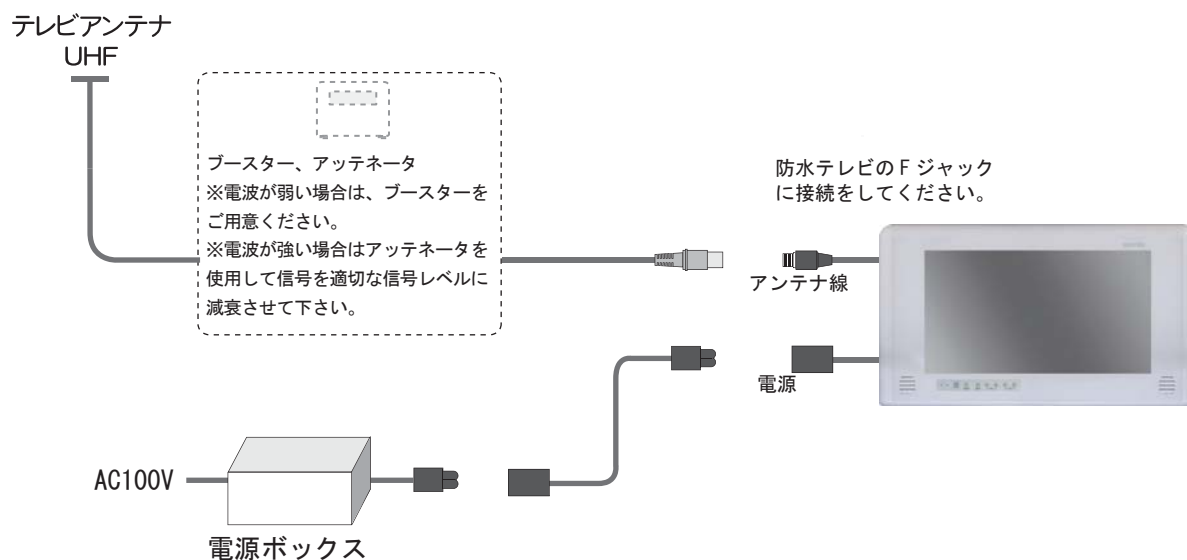 テレビアンテナ
UHF
ブースター、アッテネータ
※電波が弱い場合は、ブースターを
ご用意ください。
※電波が強い場合はアッテネータを
使用して信号を適切な信号レベルに
減衰させて下さい。
防水テレビのFジャック
に接続をしてください。
アンテナ線
電源
AC100V
電源ボックス